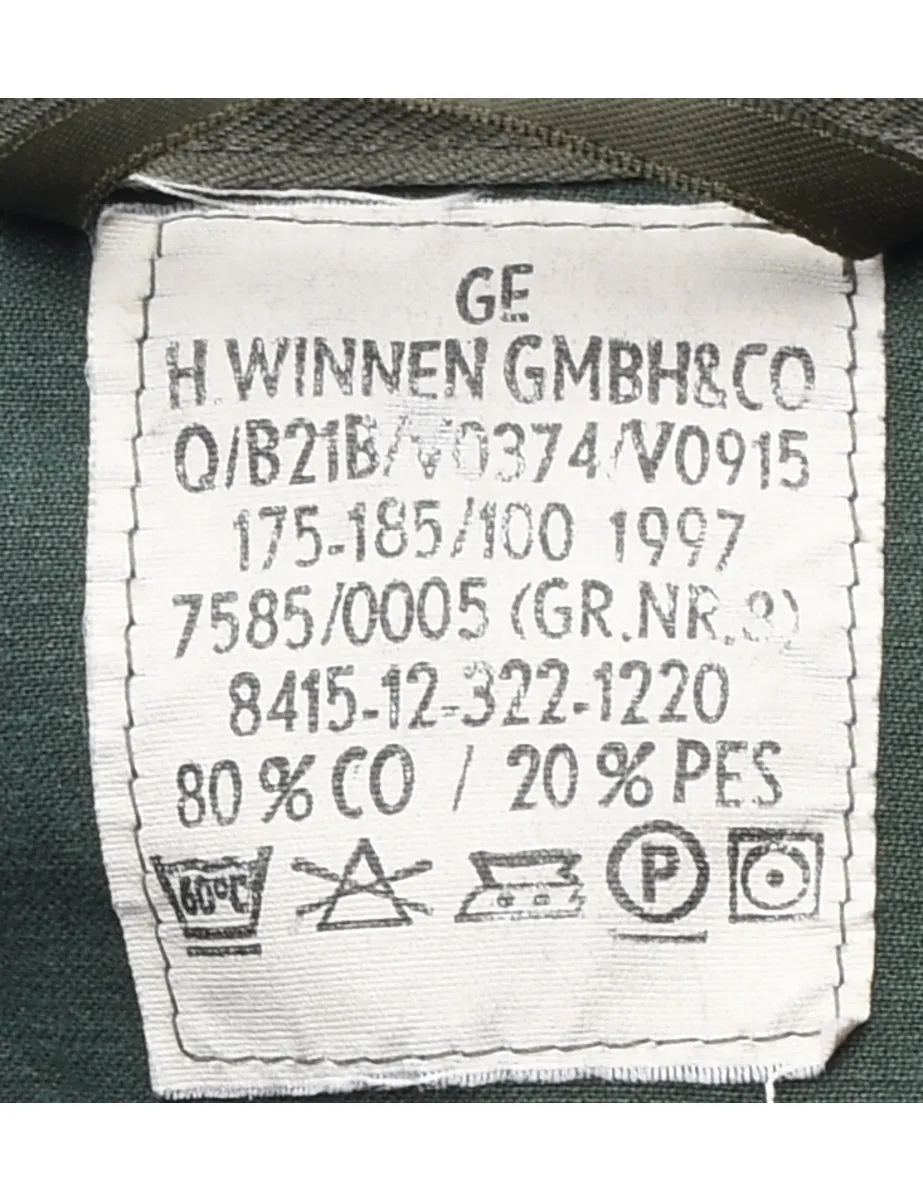 GE
H.WINNEN GMBH&CO
Q/B21B/V0374/V0915
175-185/100 1997
7585/0005 (GR.NR.8)
8415-12-322-1220
80% CO / 20% PES
60°C P